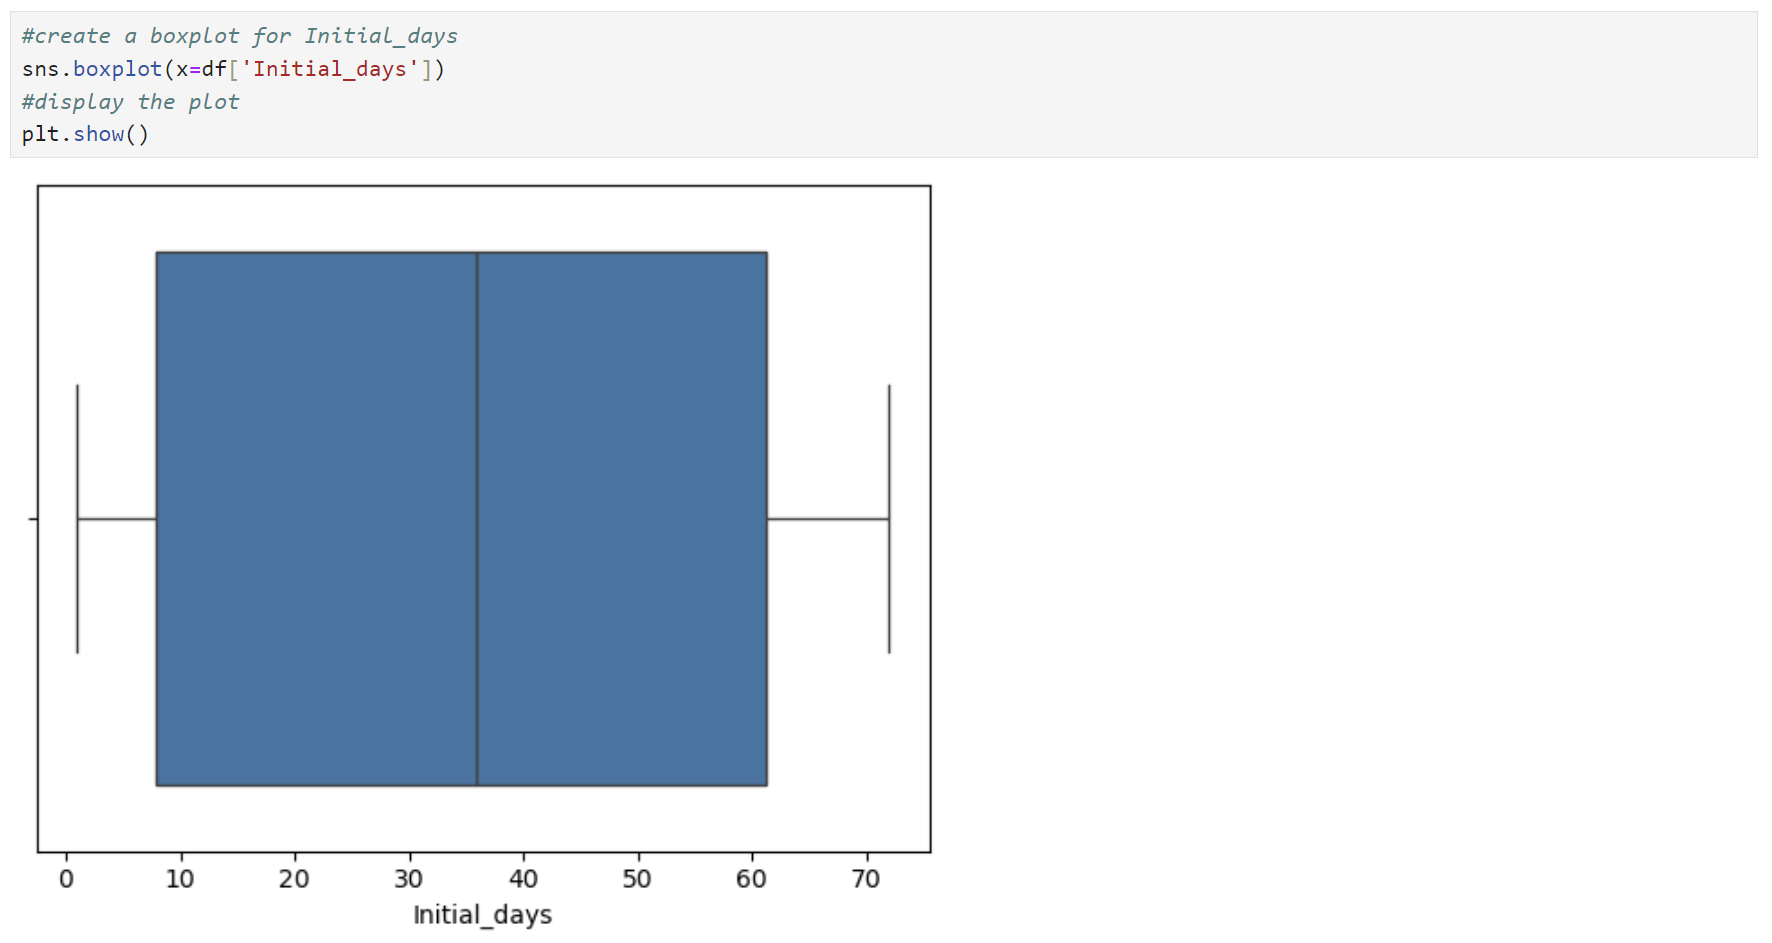 #create a boxplot for Initial_days
sns.boxplot(x=df['Initial_days'])
#display the plot
plt.show()
0 10 20 30 40 50 60 70
Initial_days